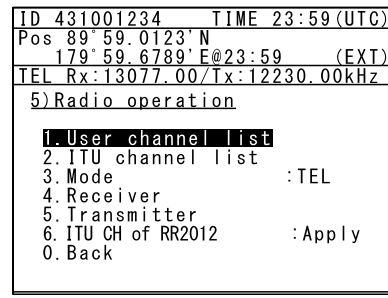 ID 431001234 TIME 23:59(UTC)
Pos 89°59.0123'N
179°59.6789'E@23:59 (EXT)
TEL Rx:13077.00/Tx:12230.00kHz
5)Radio operation
1.User channel list
2.ITU channel list
3.Mode :TEL
4.Receiver
5.Transmitter
6.ITU CH of RR2012 :Apply
0.Back